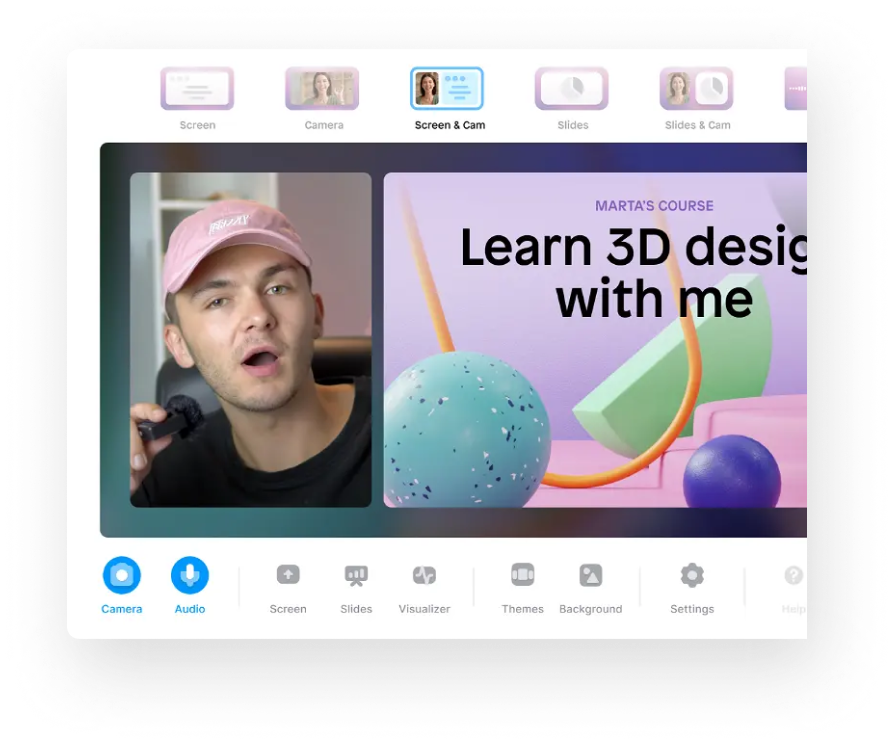 Screen
Camera
Screen & Cam
Slides
Slides & Cam
MARTA'S COURSE
Learn 3D desig
with me
Camera
Audio
Screen
Slides
Visualizer
Themes
Background
Settings
Help